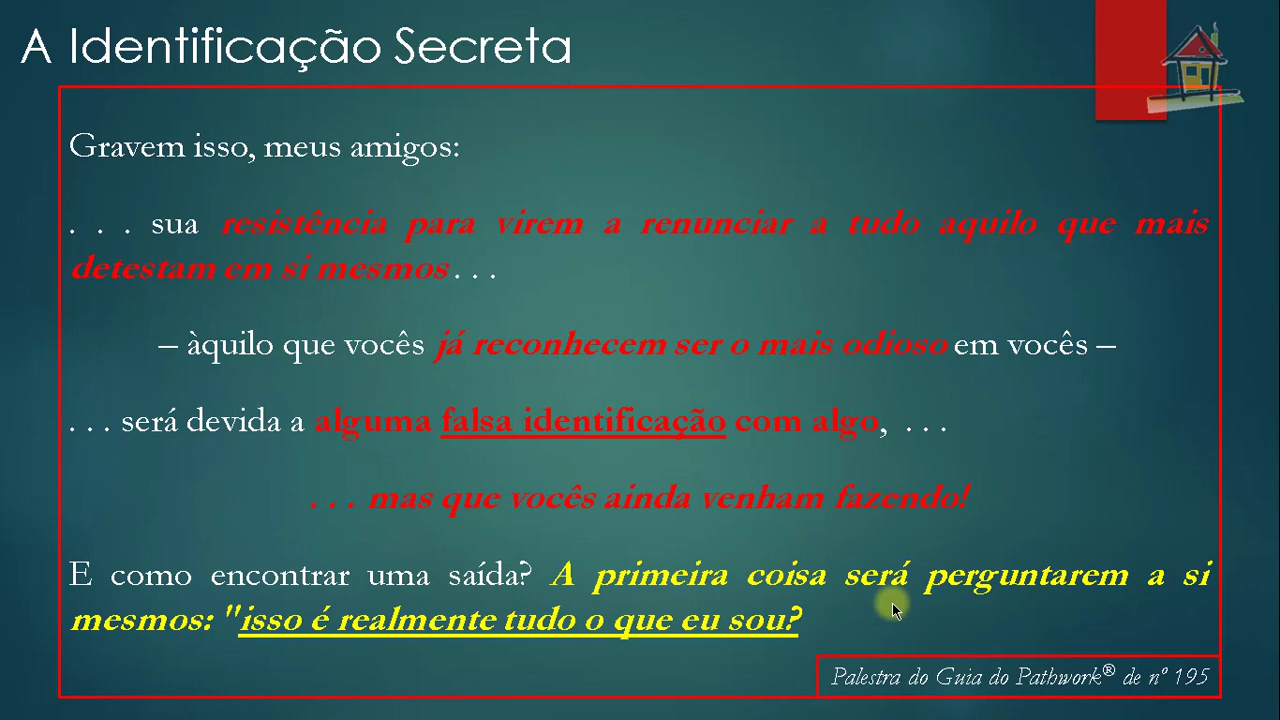 A Identificação Secreta
Gravem isso, meus amigos:
. . . sua resistência para virem a renunciar a tudo aquilo que mais
detestam em si mesmos . . .
– àquilo que vocês já reconhecem ser o mais odioso em vocês –
. . . será devida a alguma falsa identificação com algo, . . .
. . . mas que vocês ainda venham fazendo!
E como encontrar uma saída? A primeira coisa será perguntarem a si
mesmos: "isso é realmente tudo o que eu sou?
Palestra do Guia do Pathwork® de nº 195